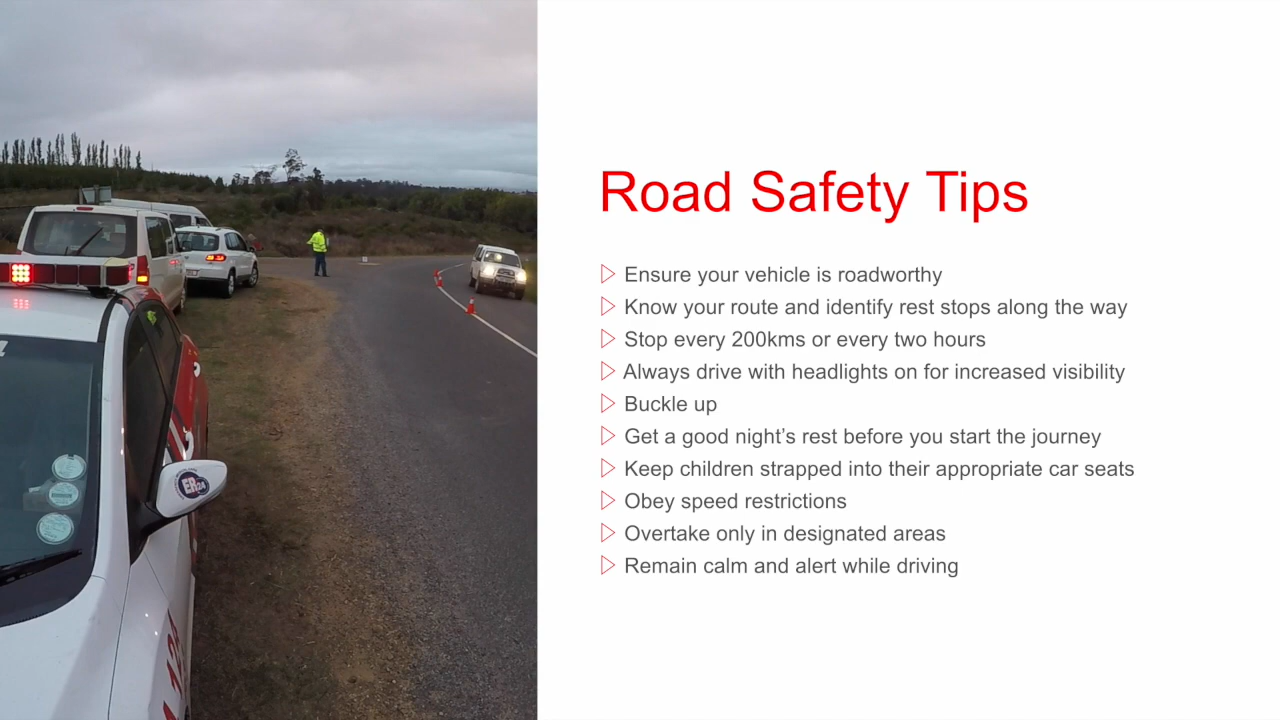 Road Safety Tips
Ensure your vehicle is roadworthy
Know your route and identify rest stops along the way
Stop every 200kms or every two hours
Always drive with headlights on for increased visibility
Buckle up
Get a good night’s rest before you start the journey
Keep children strapped into their appropriate car seats
Obey speed restrictions
Overtake only in designated areas
Remain calm and alert while driving
ER24
124